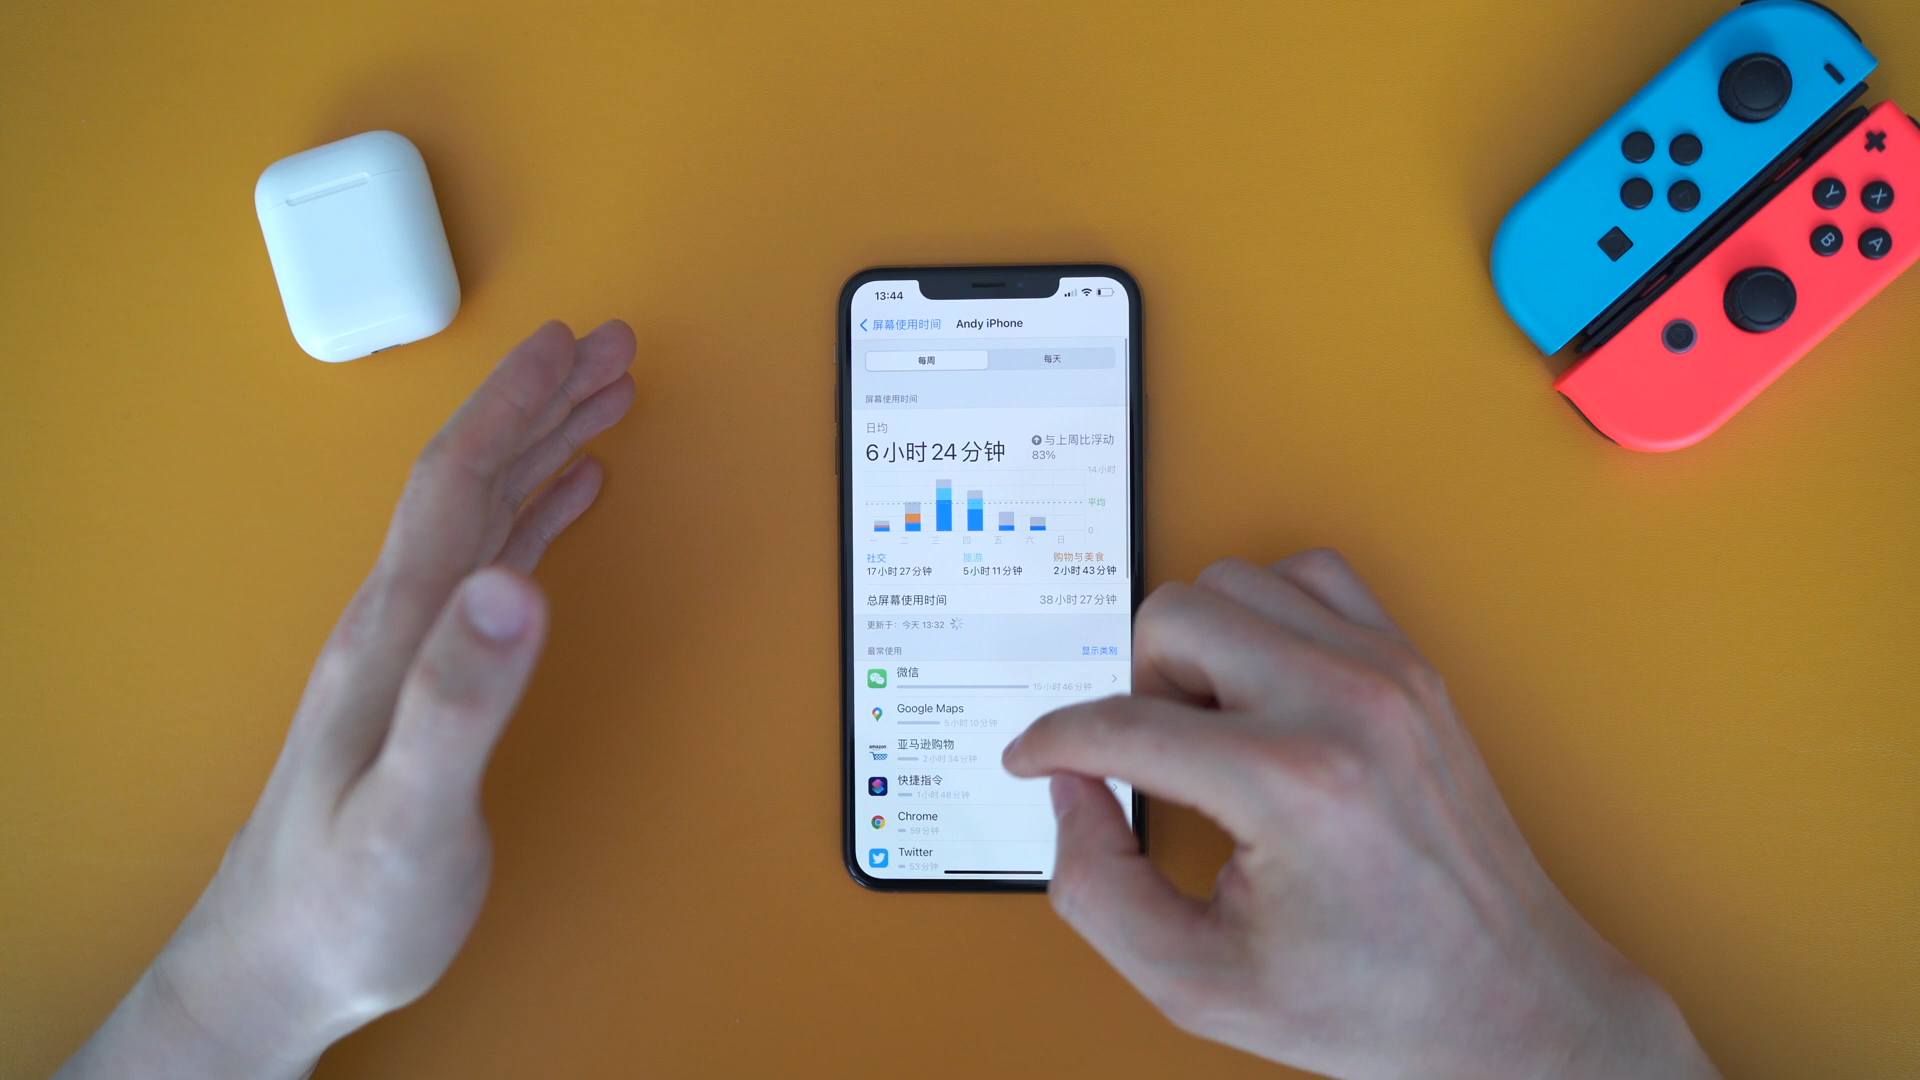 13:44
屏幕使用时间 Andy iPhone
每周 每天
屏幕使用时间
日均
6小时24分钟
与上周比浮动
83%
14小时
平均
0
一 二 三 四 五 六 日
社交 旅游 购物与美食
17小时27分钟 5小时11分钟 2小时43分钟
总屏幕使用时间 38小时27分钟
更新于：今天 13:32
最常使用 显示类别
微信
15小时46分钟
Google Maps
5小时10分钟
amazon
亚马逊购物
2小时34分钟
快捷指令
1小时48分钟
Chrome
59分钟
Twitter
53分钟
Y X
B A